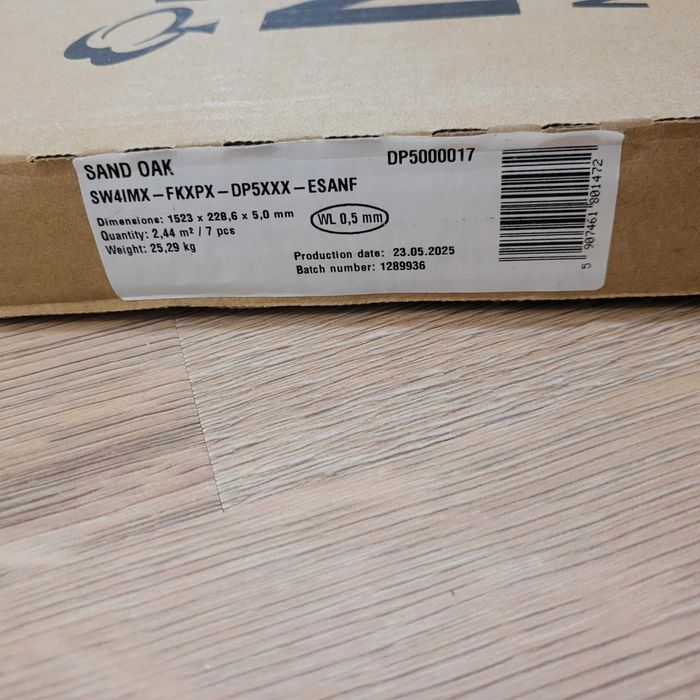 SAND OAK
DP5000017
SW4IMX-FKXPX-DP5XXX-ESANF
Dimensions: 1523 x 228,6 x 5,0 mm
WL 0,5 mm
Quantity: 2,44 m² / 7 pcs
Weight: 25,29 kg
Production date: 23.05.2025
Batch number: 1289936
5 907461 801472